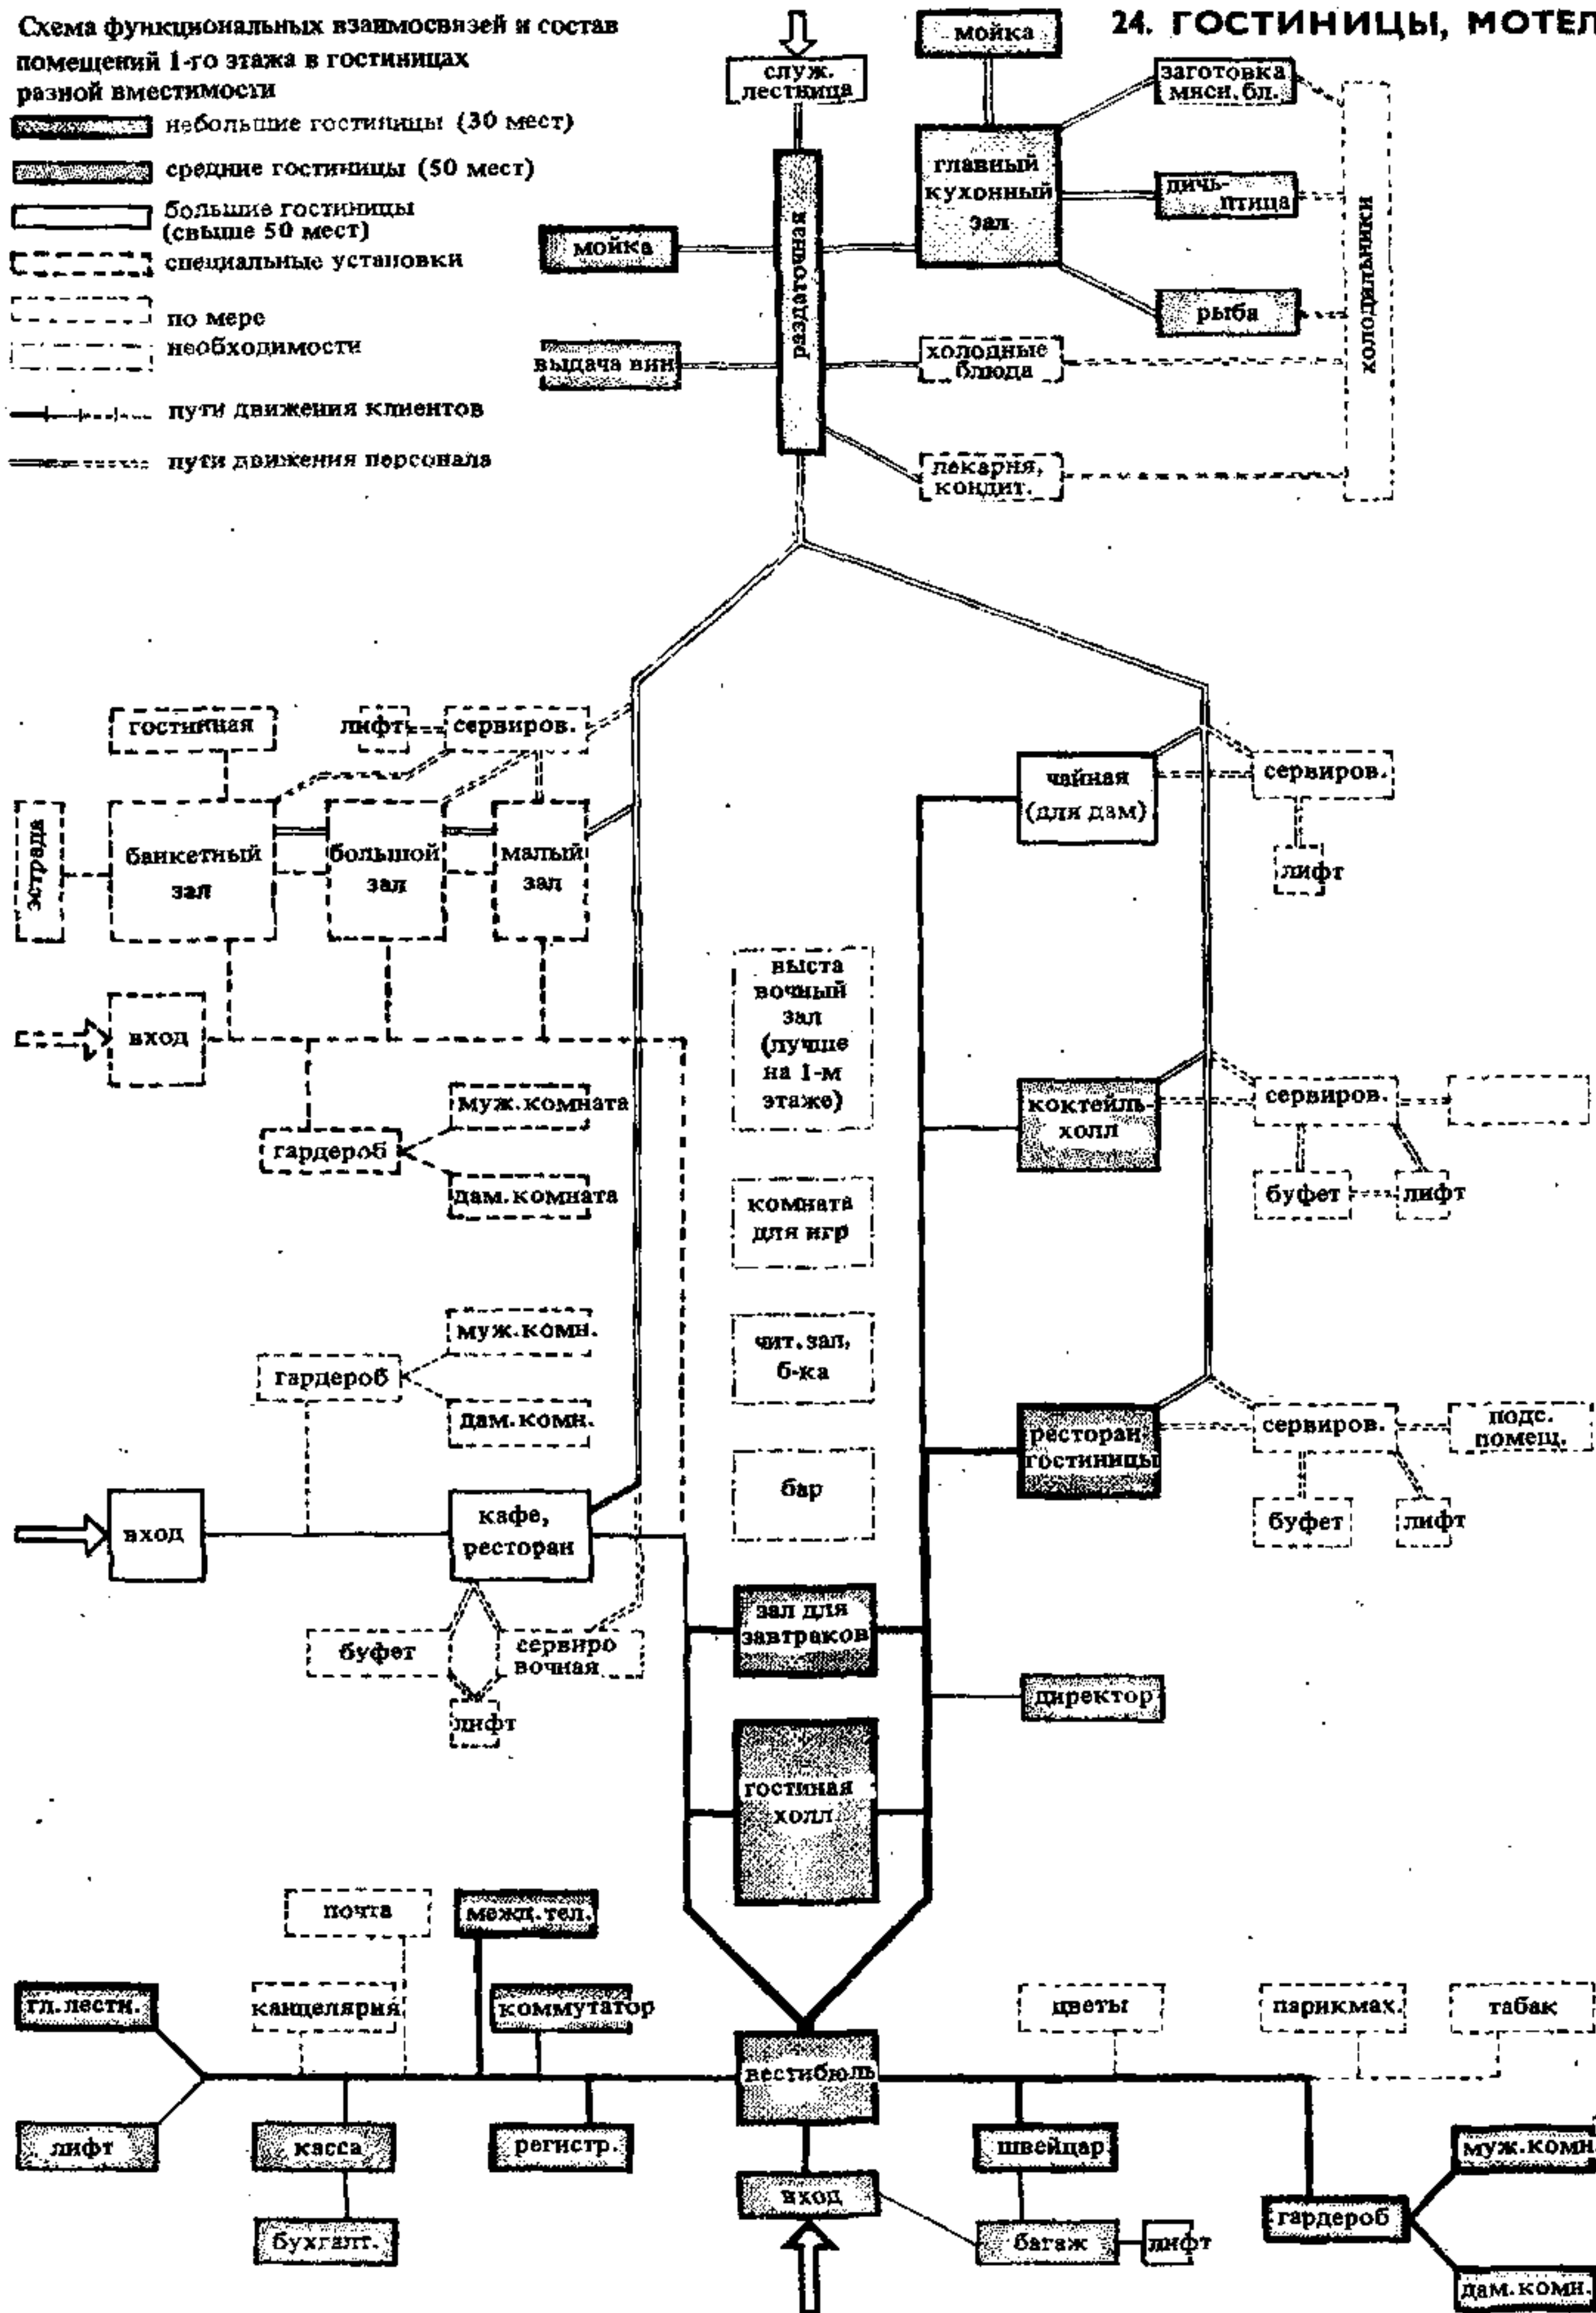 Схема функциональных взаимосвязей и состав
помещений 1-го этажа в гостиницах
разной вместимости
24. ГОСТИНИЦЫ, МОТЕЛ
небольшие гостиницы (30 мест)
средние гостиницы (50 мест)
большие гостиницы
(свыше 50 мест)
специальные установки
по мере
необходимости
пути движения клиентов
пути движения персонала
служ.
лестница
мойка
заготовка
мясн. бл.
главный
кухонный
зал
дичь-
птица
рыба
холодильники
мойка
раздаточная
выдача вин
холодные
блюда
пекарня,
кондит.
гостиная
лифт
сервиров.
эстрада
банкетный
зал
большой
зал
малый
зал
чайная
(для дам)
сервиров.
лифт
вход
выста
вочный
зал
(лучше
на 1-м
этаже)
муж.комната
гардероб
дам.комната
коктейль-
холл
сервиров.
буфет
лифт
комната
для игр
муж.комн.
гардероб
дам.комн.
чит. зал,
б-ка
ресторан
гостиницы
сервиров.
подс.
помещ.
буфет
лифт
бар
вход
кафе,
ресторан
буфет
сервиро
вочная
лифт
зал для
завтраков
директор
гостиная
холл
почта
межд. тел.
гл. лестн.
канцелярия
коммутатор
цветы
парикмах.
табак
вестибюль
лифт
касса
регистр.
швейцар
муж.комн
вход
гардероб
бухгалт.
багаж
лифт
дам.комн.